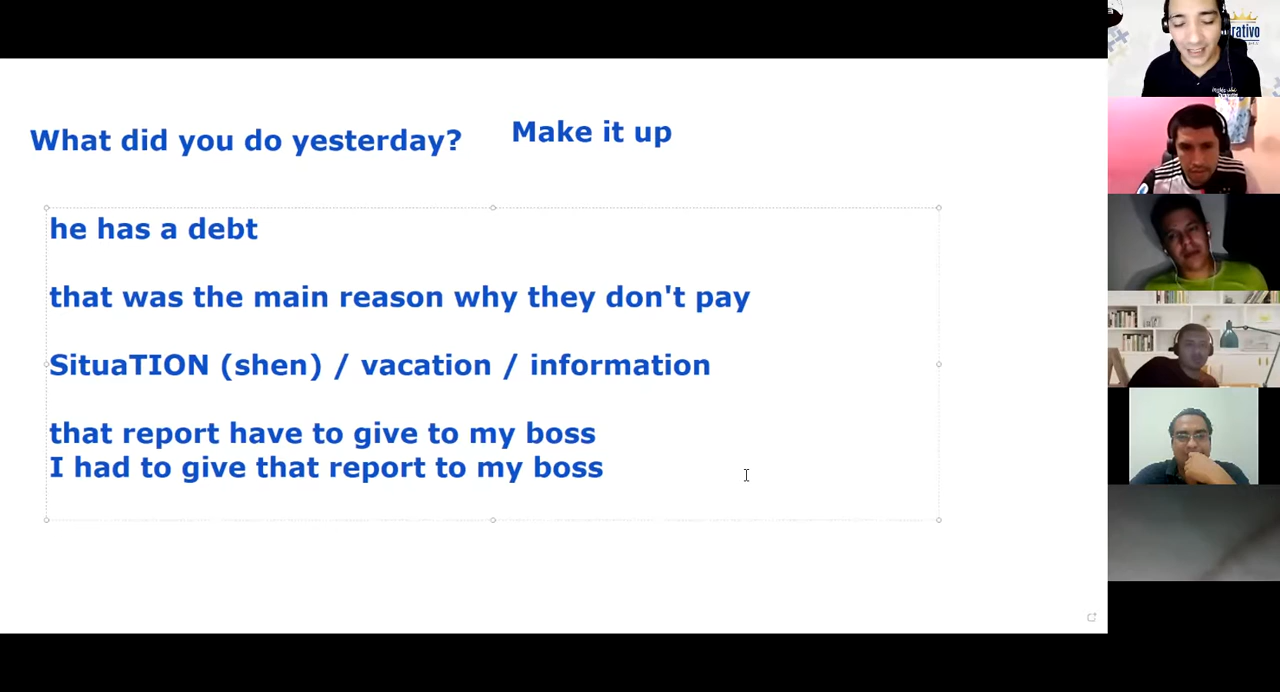 What did you do yesterday?
Make it up
he has a debt
that was the main reason why they don't pay
SituaTION (shen) / vacation / information
that report have to give to my boss
I had to give that report to my boss
rativo